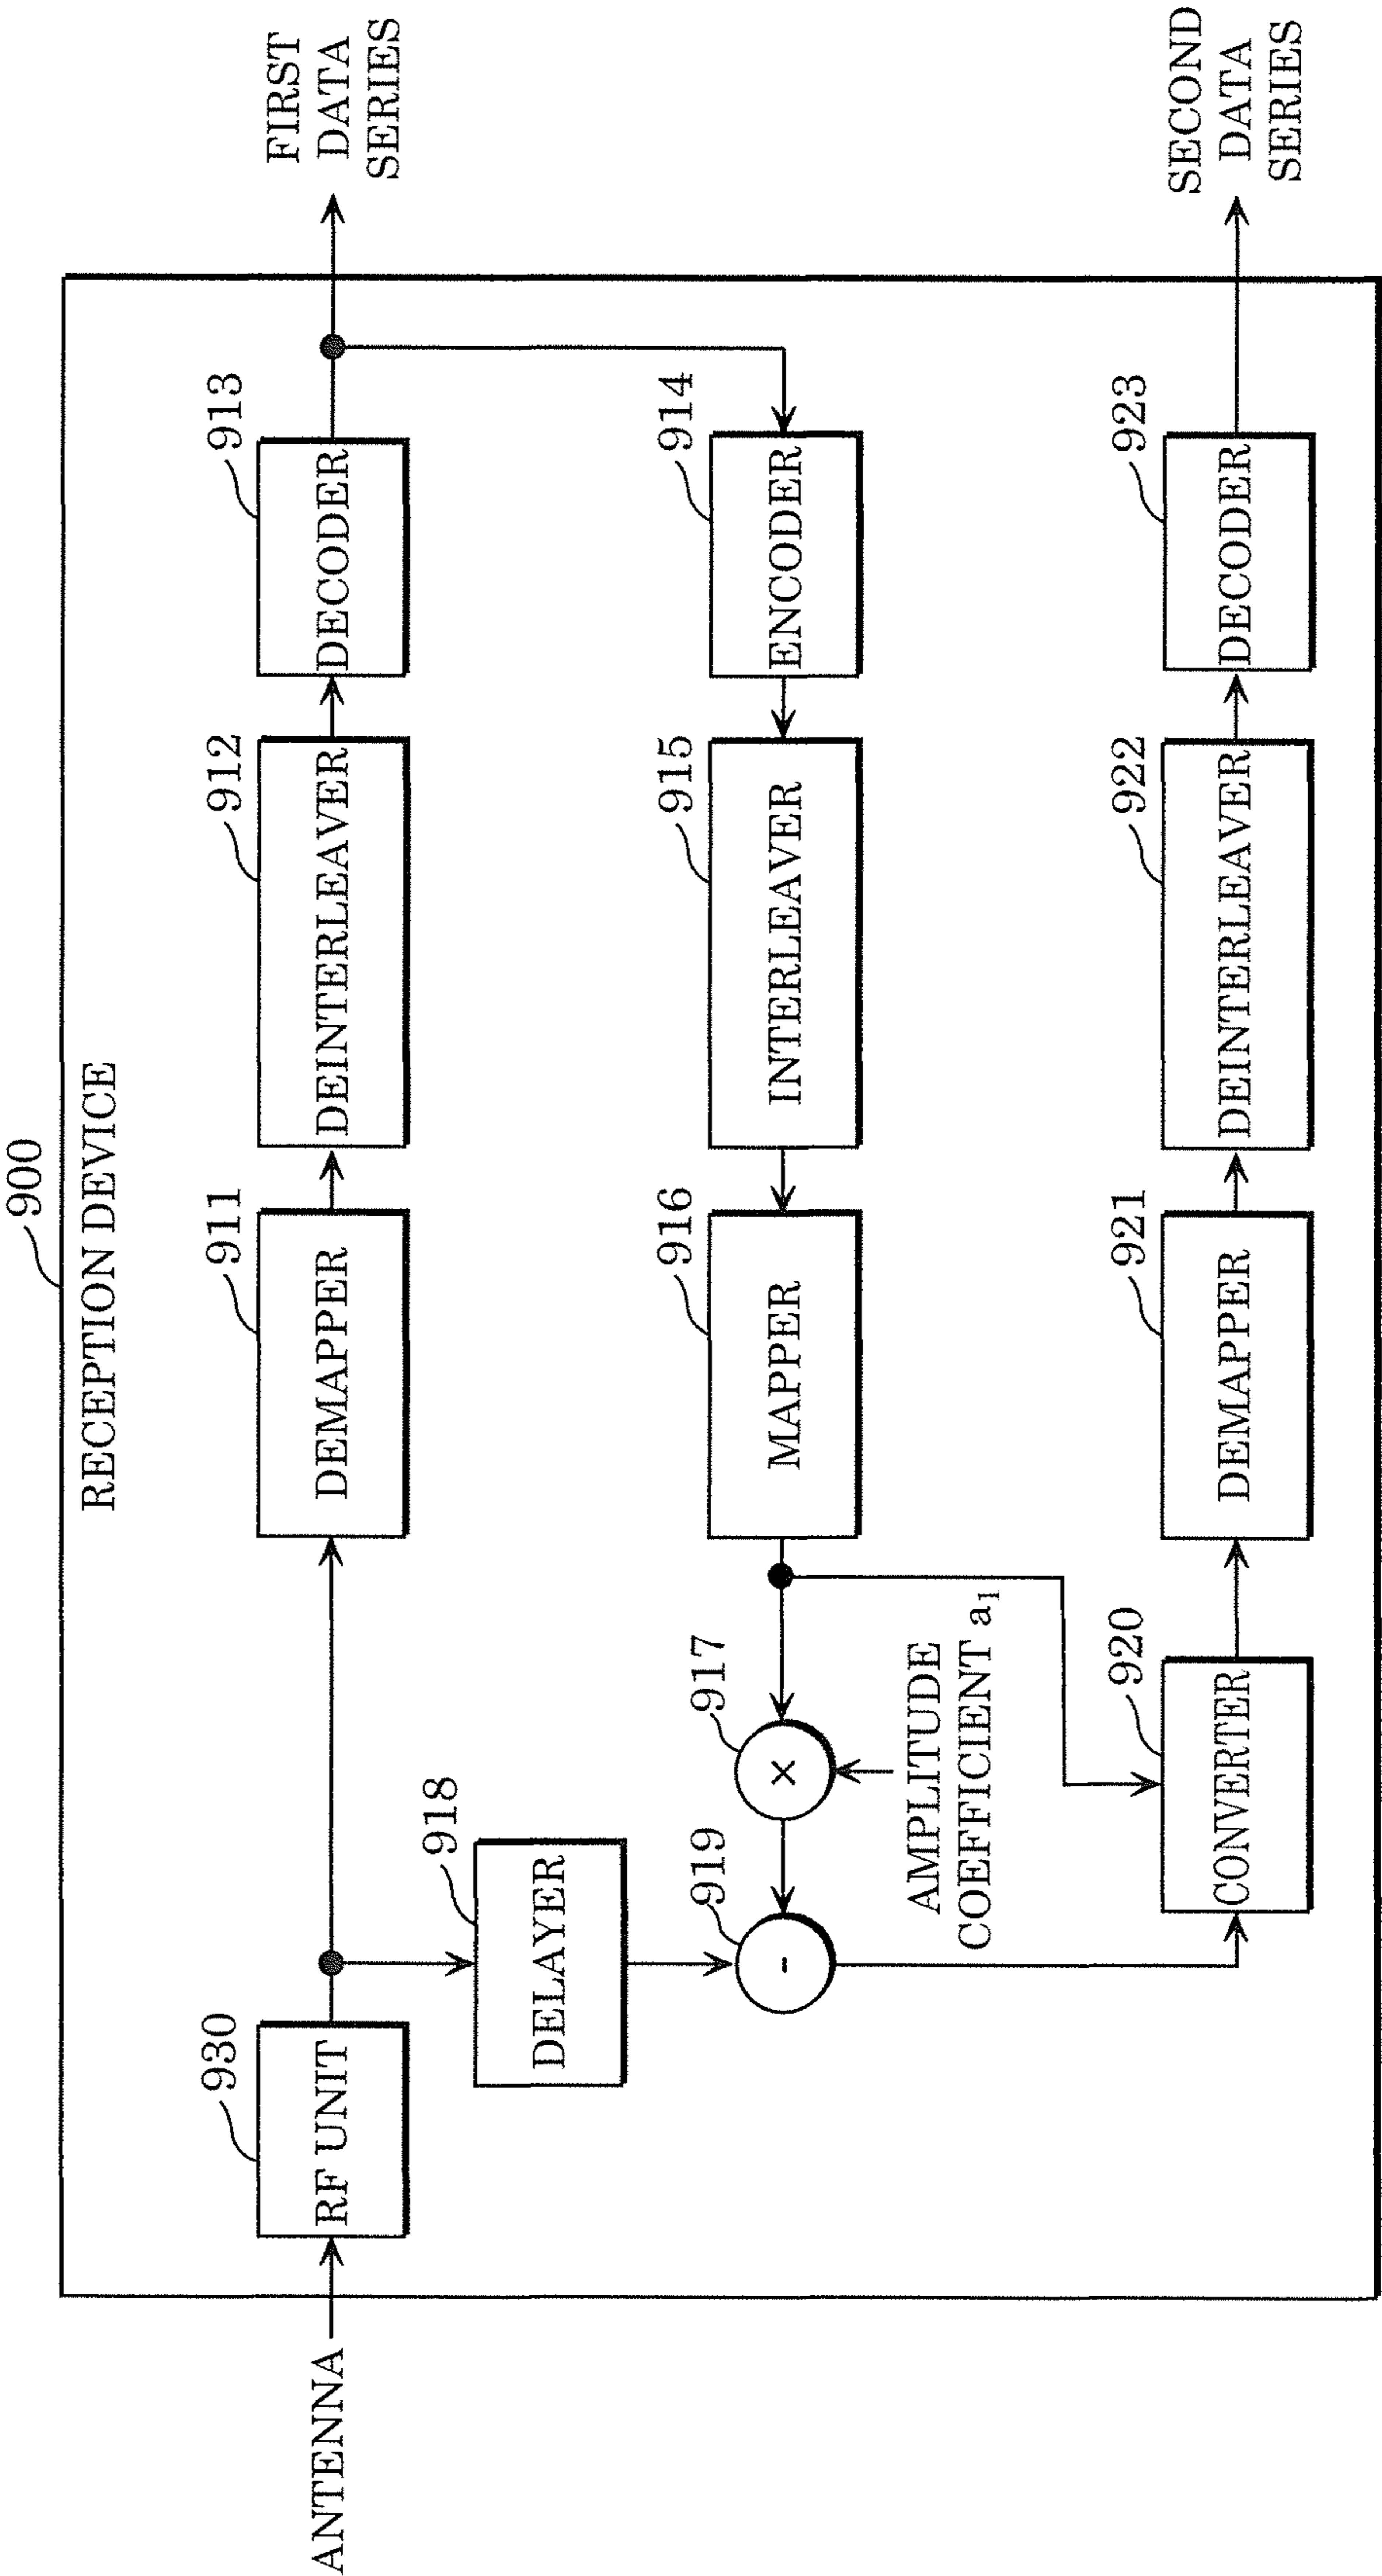 900
RECEPTION DEVICE
ANTENNA
930
RF UNIT
911
DEMAPPER
912
DEINTERLEAVER
913
DECODER
FIRST
DATA
SERIES
918
DELAYER
919
-
917
×
AMPLITUDE
COEFFICIENT a₁
916
MAPPER
915
INTERLEAVER
914
ENCODER
920
CONVERTER
921
DEMAPPER
922
DEINTERLEAVER
923
DECODER
SECOND
DATA
SERIES